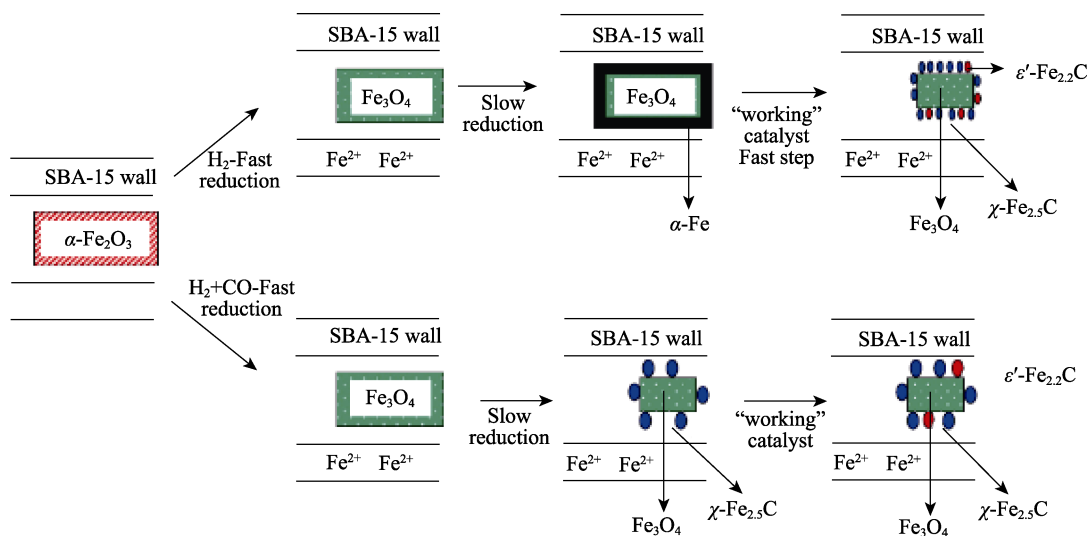 SBA-15 wall
α-Fe₂O₃
H₂-Fast
reduction
SBA-15 wall
Fe₃O₄
Fe²⁺ Fe²⁺
Slow
reduction
SBA-15 wall
Fe₃O₄
Fe²⁺ Fe²⁺
α-Fe
“working”
catalyst
Fast step
SBA-15 wall
ε′-Fe₂.₂C
Fe²⁺ Fe²⁺
χ-Fe₂.₅C
Fe₃O₄
H₂+CO-Fast
reduction
SBA-15 wall
Fe₃O₄
Fe²⁺ Fe²⁺
Slow
reduction
SBA-15 wall
Fe²⁺ Fe²⁺
χ-Fe₂.₅C
Fe₃O₄
“working”
catalyst
SBA-15 wall
ε′-Fe₂.₂C
Fe²⁺ Fe²⁺
χ-Fe₂.₅C
Fe₃O₄